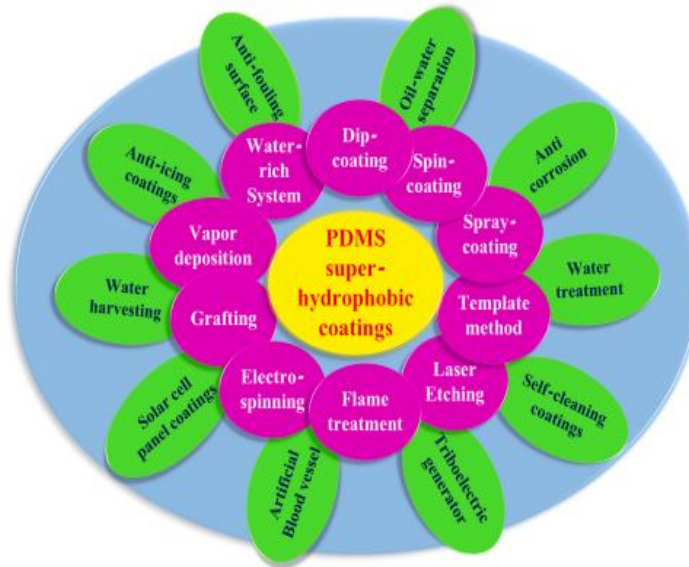 PDMS
super-
hydrophobic
coatings
Dip-
coating
Spin-
coating
Spray-
coating
Template
method
Laser
Etching
Flame
treatment
Electro-
spinning
Grafting
Vapor
deposition
Water-
rich
System
Anti-fouling
surface
Oil-water
separation
Anti
corrosion
Water
treatment
Self-cleaning
coatings
Triboelectric
generator
Artificial
Blood vessel
Solar cell
panel coatings
Water
harvesting
Anti-icing
coatings